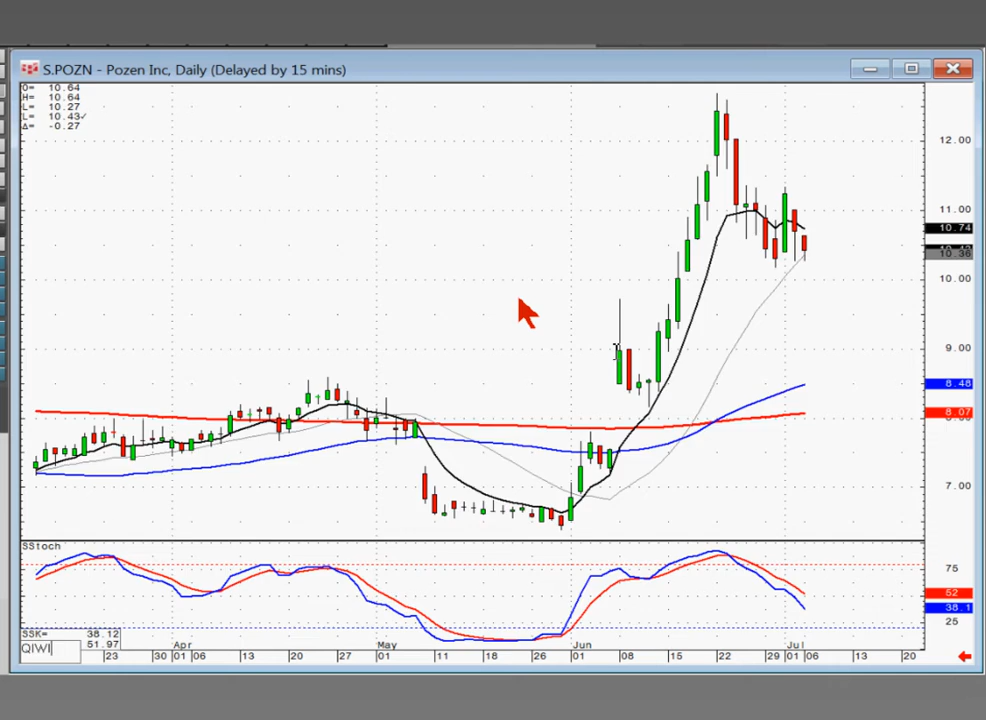 S.POZN - Pozen Inc, Daily (Delayed by 15 mins)
O= 10.64
H= 10.64
L= 10.27
L= 10.43✓
Δ= -0.27
12.00
11.00
10.74
10.36
10.00
9.00
8.48
8.07
7.00
SStoch
75
52
38.1
25
SSK= 38.12
51.97
QIWI
Apr May Jun Jul
23 30 01 06 13 20 27 01 11 18 26 01 08 15 22 29 01 06 13 20